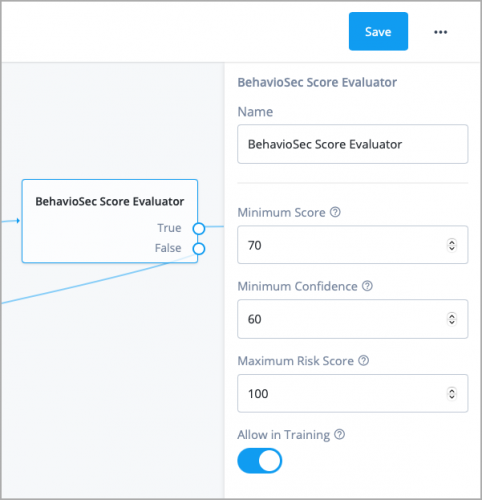 Save
BehavioSec Score Evaluator
Name
BehavioSec Score Evaluator
BehavioSec Score Evaluator
True
False
Minimum Score
70
Minimum Confidence
60
Maximum Risk Score
100
Allow in Training